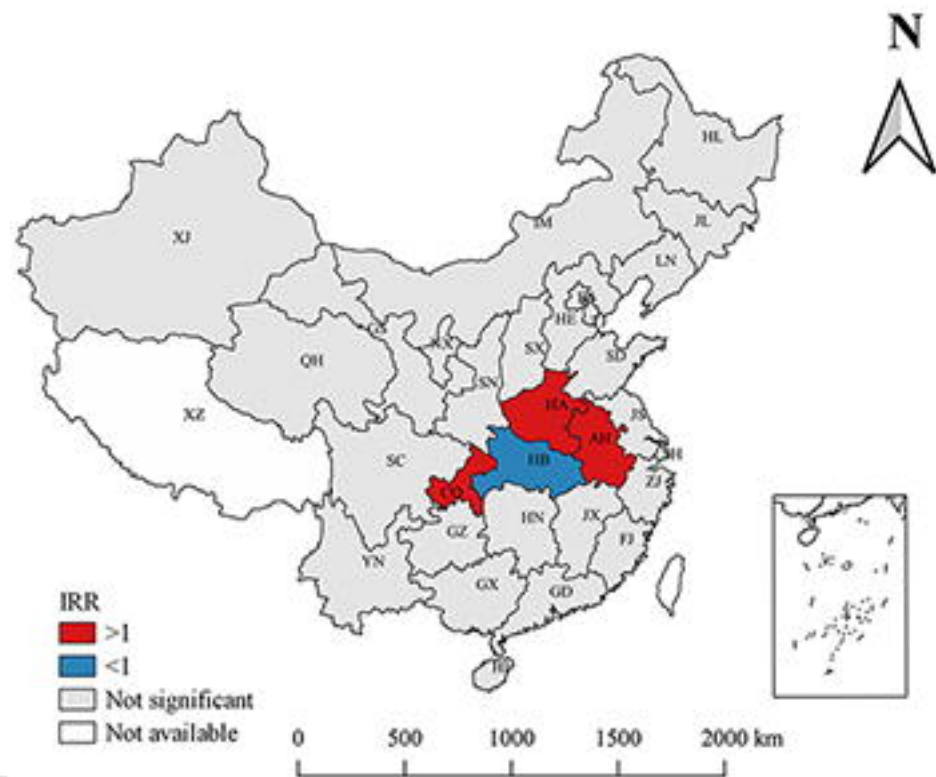 N
HL
JL
IM
XJ
LN
HE
NX
SX
SD
QH
SN
HA
JS
XZ
AH
SC
HB
SH
ZJ
CQ
HN
JX
GZ
FJ
YN
GX
GD
IRR
>1
<1
Not significant
Not available
0 500 1000 1500 2000 km